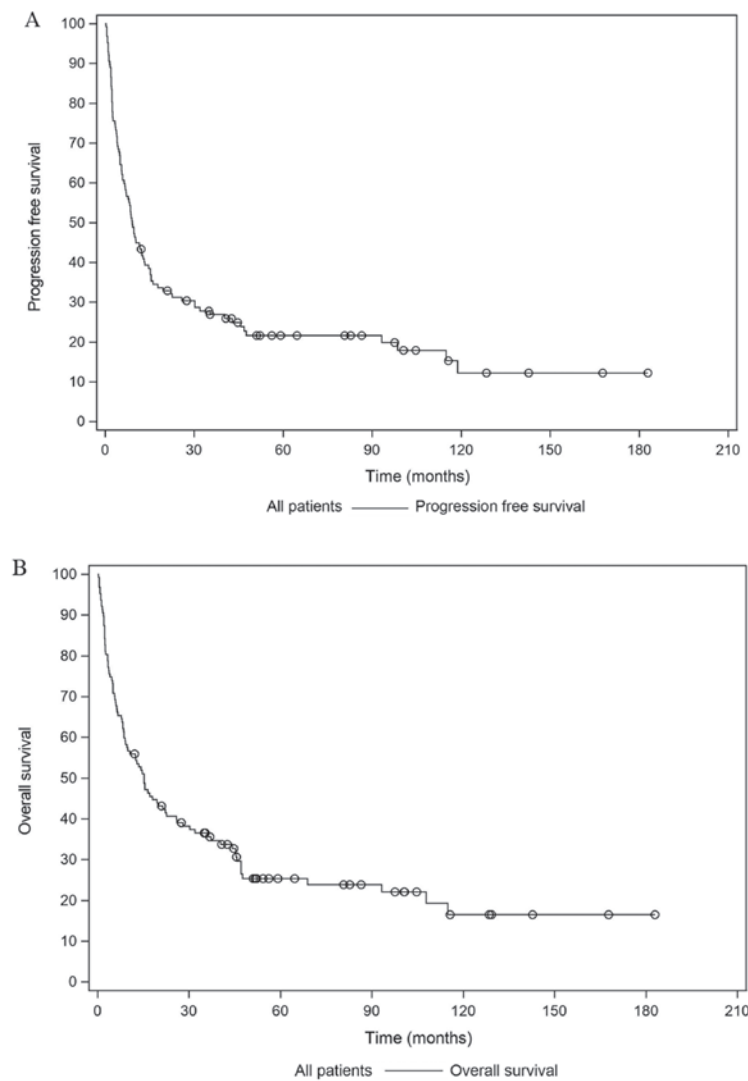 A
Progression free survival
100
90
80
70
60
50
40
30
20
10
0
0 30 60 90 120 150 180 210
Time (months)
All patients Progression free survival
B
Overall survival
100
90
80
70
60
50
40
30
20
10
0
0 30 60 90 120 150 180 210
Time (months)
All patients Overall survival